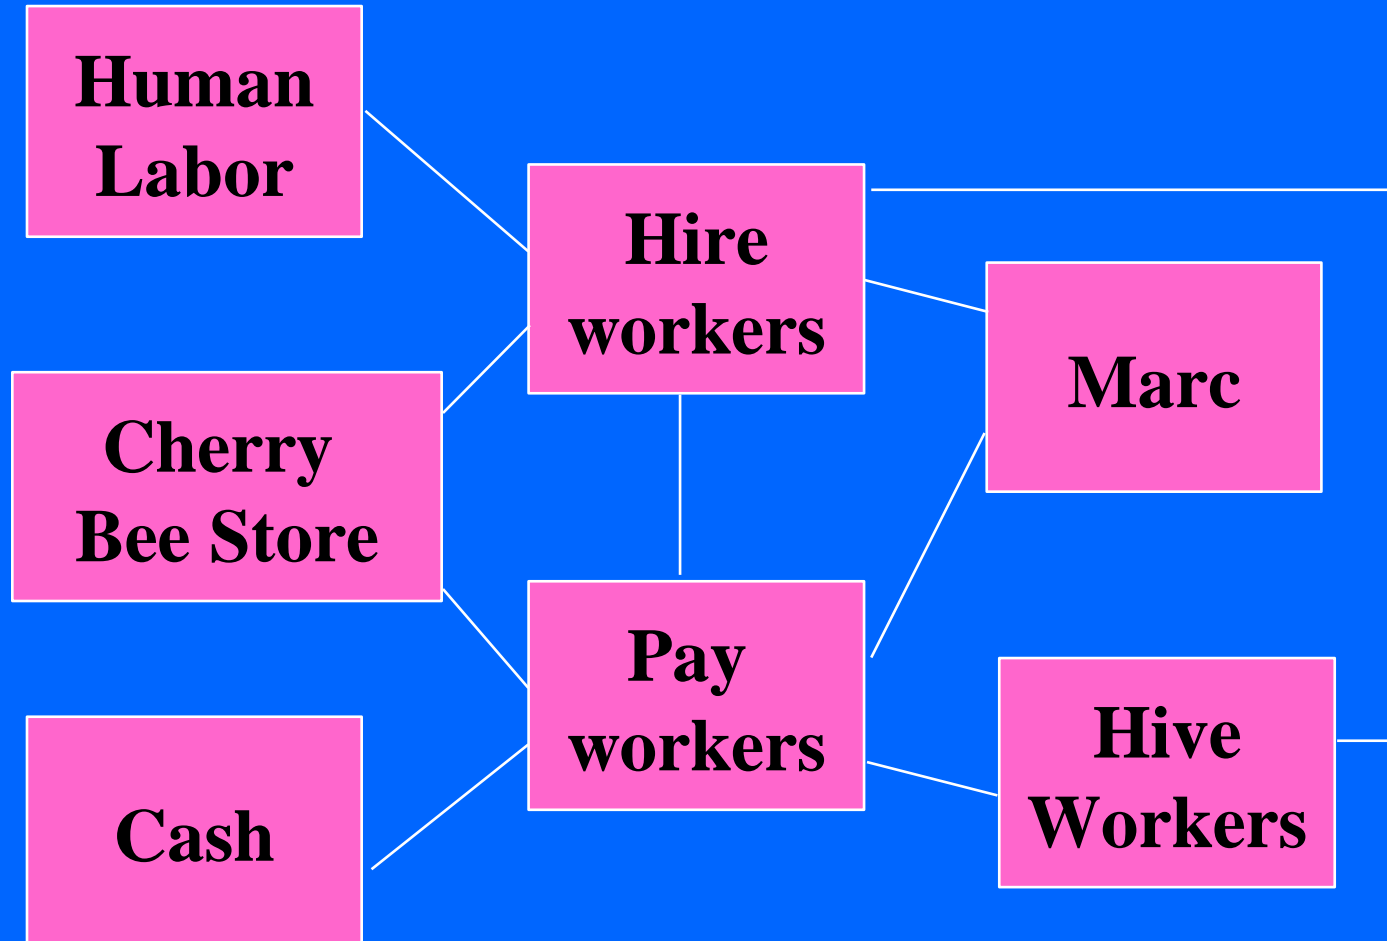 Human
Labor
Hire
workers
Marc
Cherry
Bee Store
Pay
workers
Hive
Workers
Cash